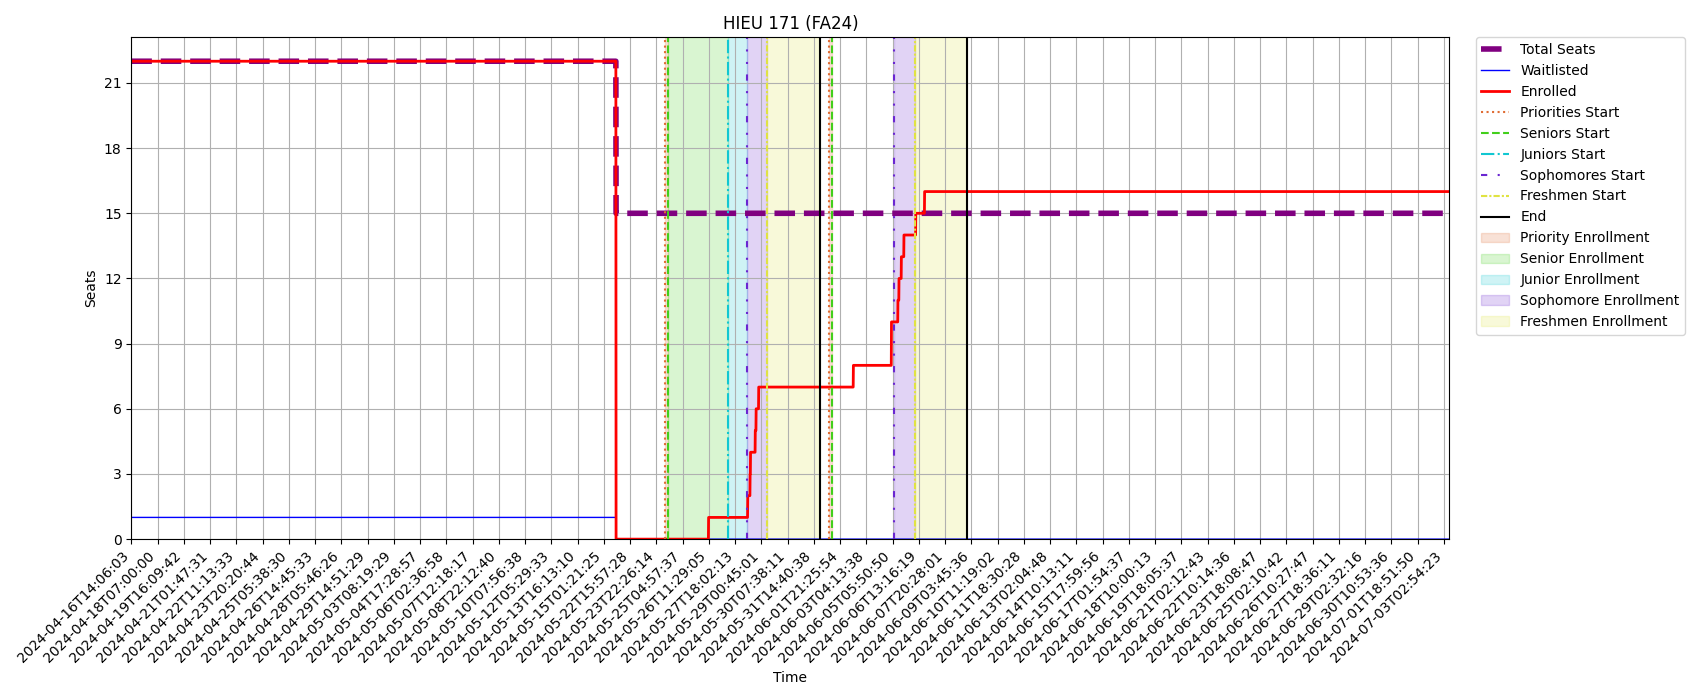 HIEU 171 (FA24)
Seats
21
18
15
12
9
6
3
0
2024-04-16T14:06:03
2024-04-18T07:00:00
2024-04-19T16:09:42
2024-04-21T01:47:31
2024-04-22T11:13:33
2024-04-23T20:20:44
2024-04-25T05:38:30
2024-04-26T14:45:33
2024-04-28T05:46:26
2024-04-29T14:51:29
2024-05-03T08:19:29
2024-05-04T17:28:57
2024-05-06T02:36:58
2024-05-07T12:18:17
2024-05-08T22:12:40
2024-05-10T07:56:38
2024-05-12T05:29:33
2024-05-13T16:13:10
2024-05-15T01:21:25
2024-05-22T15:57:28
2024-05-23T22:26:14
2024-05-25T04:57:37
2024-05-26T11:29:05
2024-05-27T18:02:13
2024-05-29T00:45:01
2024-05-30T07:38:11
2024-05-31T14:40:38
2024-06-01T21:25:54
2024-06-03T04:13:38
2024-06-05T05:50:50
2024-06-06T13:16:19
2024-06-07T20:28:01
2024-06-09T03:45:36
2024-06-10T11:19:02
2024-06-11T18:30:28
2024-06-13T02:04:48
2024-06-14T10:13:11
2024-06-15T17:59:56
2024-06-17T01:54:37
2024-06-18T10:00:13
2024-06-19T18:05:37
2024-06-21T02:12:43
2024-06-22T10:14:36
2024-06-23T18:08:47
2024-06-25T02:10:42
2024-06-26T10:27:47
2024-06-27T18:36:11
2024-06-29T02:32:16
2024-06-30T10:53:36
2024-07-01T18:51:50
2024-07-03T02:54:23
Time
Total Seats
Waitlisted
Enrolled
Priorities Start
Seniors Start
Juniors Start
Sophomores Start
Freshmen Start
End
Priority Enrollment
Senior Enrollment
Junior Enrollment
Sophomore Enrollment
Freshmen Enrollment